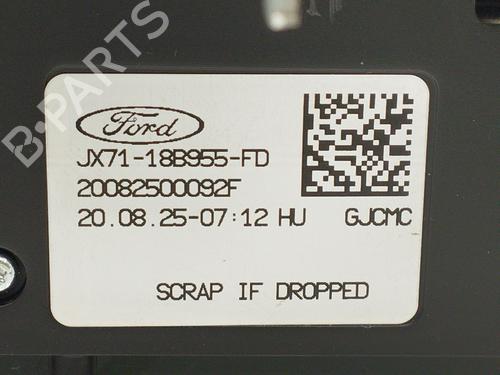 Ford
JX71-18B955-FD
20082500092F
20.08.25-07:12 HU GJCMC
SCRAP IF DROPPED
B-PARTS